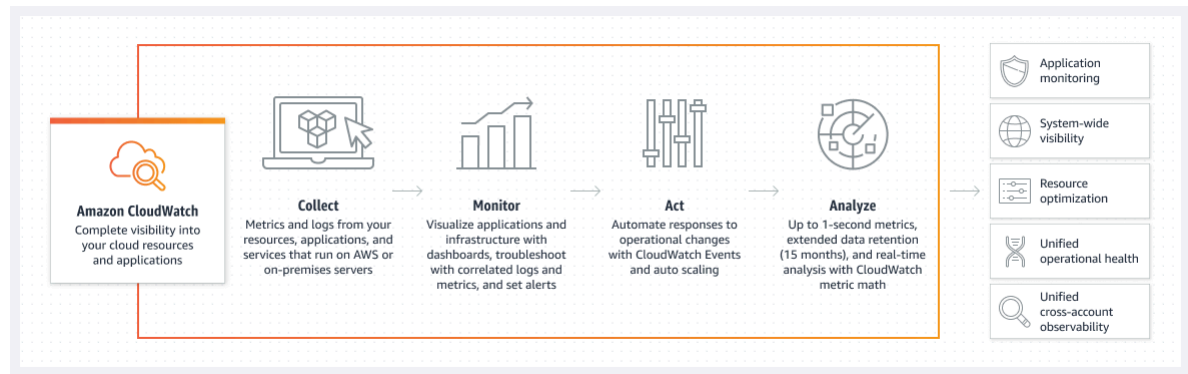 Amazon CloudWatch
Complete visibility into
your cloud resources
and applications
Collect
Metrics and logs from your
resources, applications, and
services that run on AWS or
on-premises servers
Monitor
Visualize applications and
infrastructure with
dashboards, troubleshoot
with correlated logs and
metrics, and set alerts
Act
Automate responses to
operational changes
with CloudWatch Events
and auto scaling
Analyze
Up to 1-second metrics,
extended data retention
(15 months), and real-time
analysis with CloudWatch
metric math
Application
monitoring
System-wide
visibility
Resource
optimization
Unified
operational health
Unified
cross-account
observability